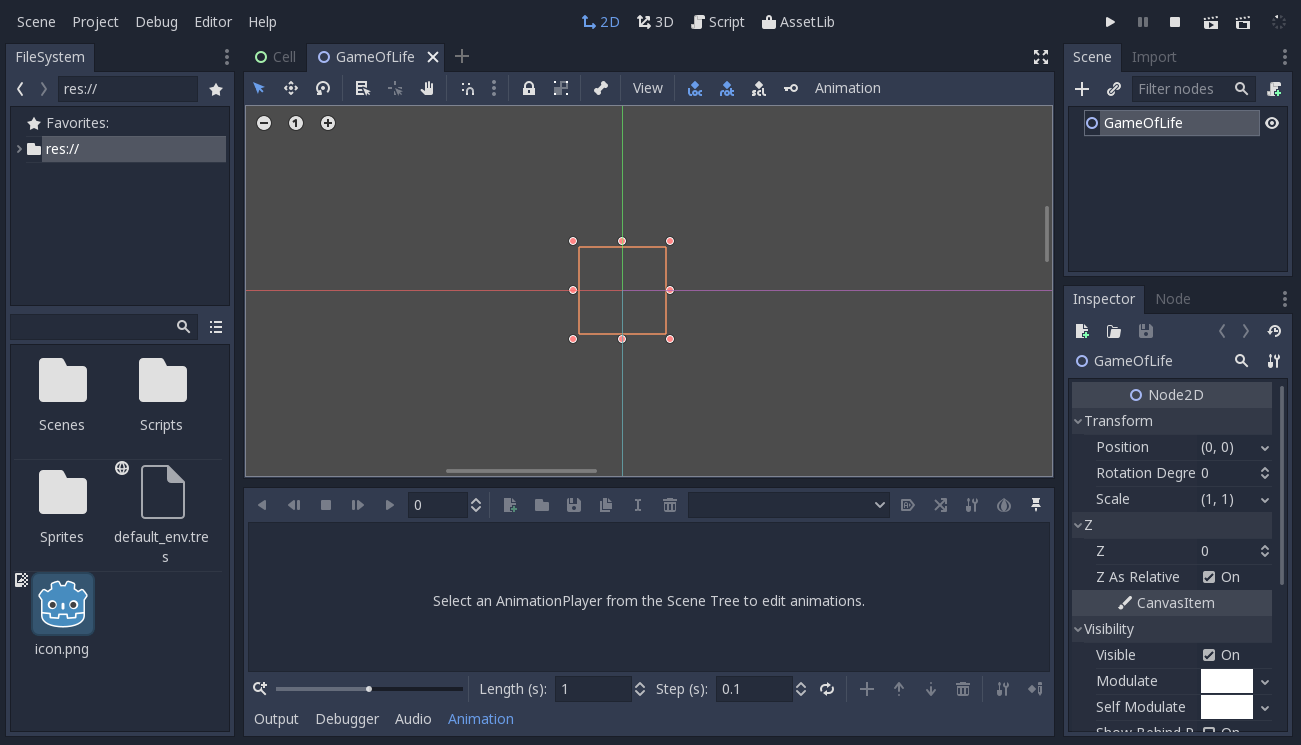 Scene Project Debug Editor Help 2D 3D Script AssetLib
FileSystem
res://
Favorites:
res://
Scenes Scripts
Sprites default_env.tre
s
icon.png
Cell GameOfLife
View Animation
1
0
Select an AnimationPlayer from the Scene Tree to edit animations.
Length (s): 1 Step (s): 0.1
Output Debugger Audio Animation
Scene Import
Filter nodes
GameOfLife
Inspector Node
GameOfLife
Node2D
Transform
Position (0, 0)
Rotation Degre 0
Scale (1, 1)
Z
Z 0
Z As Relative On
CanvasItem
Visibility
Visible On
Modulate
Self Modulate
Show Behind P On